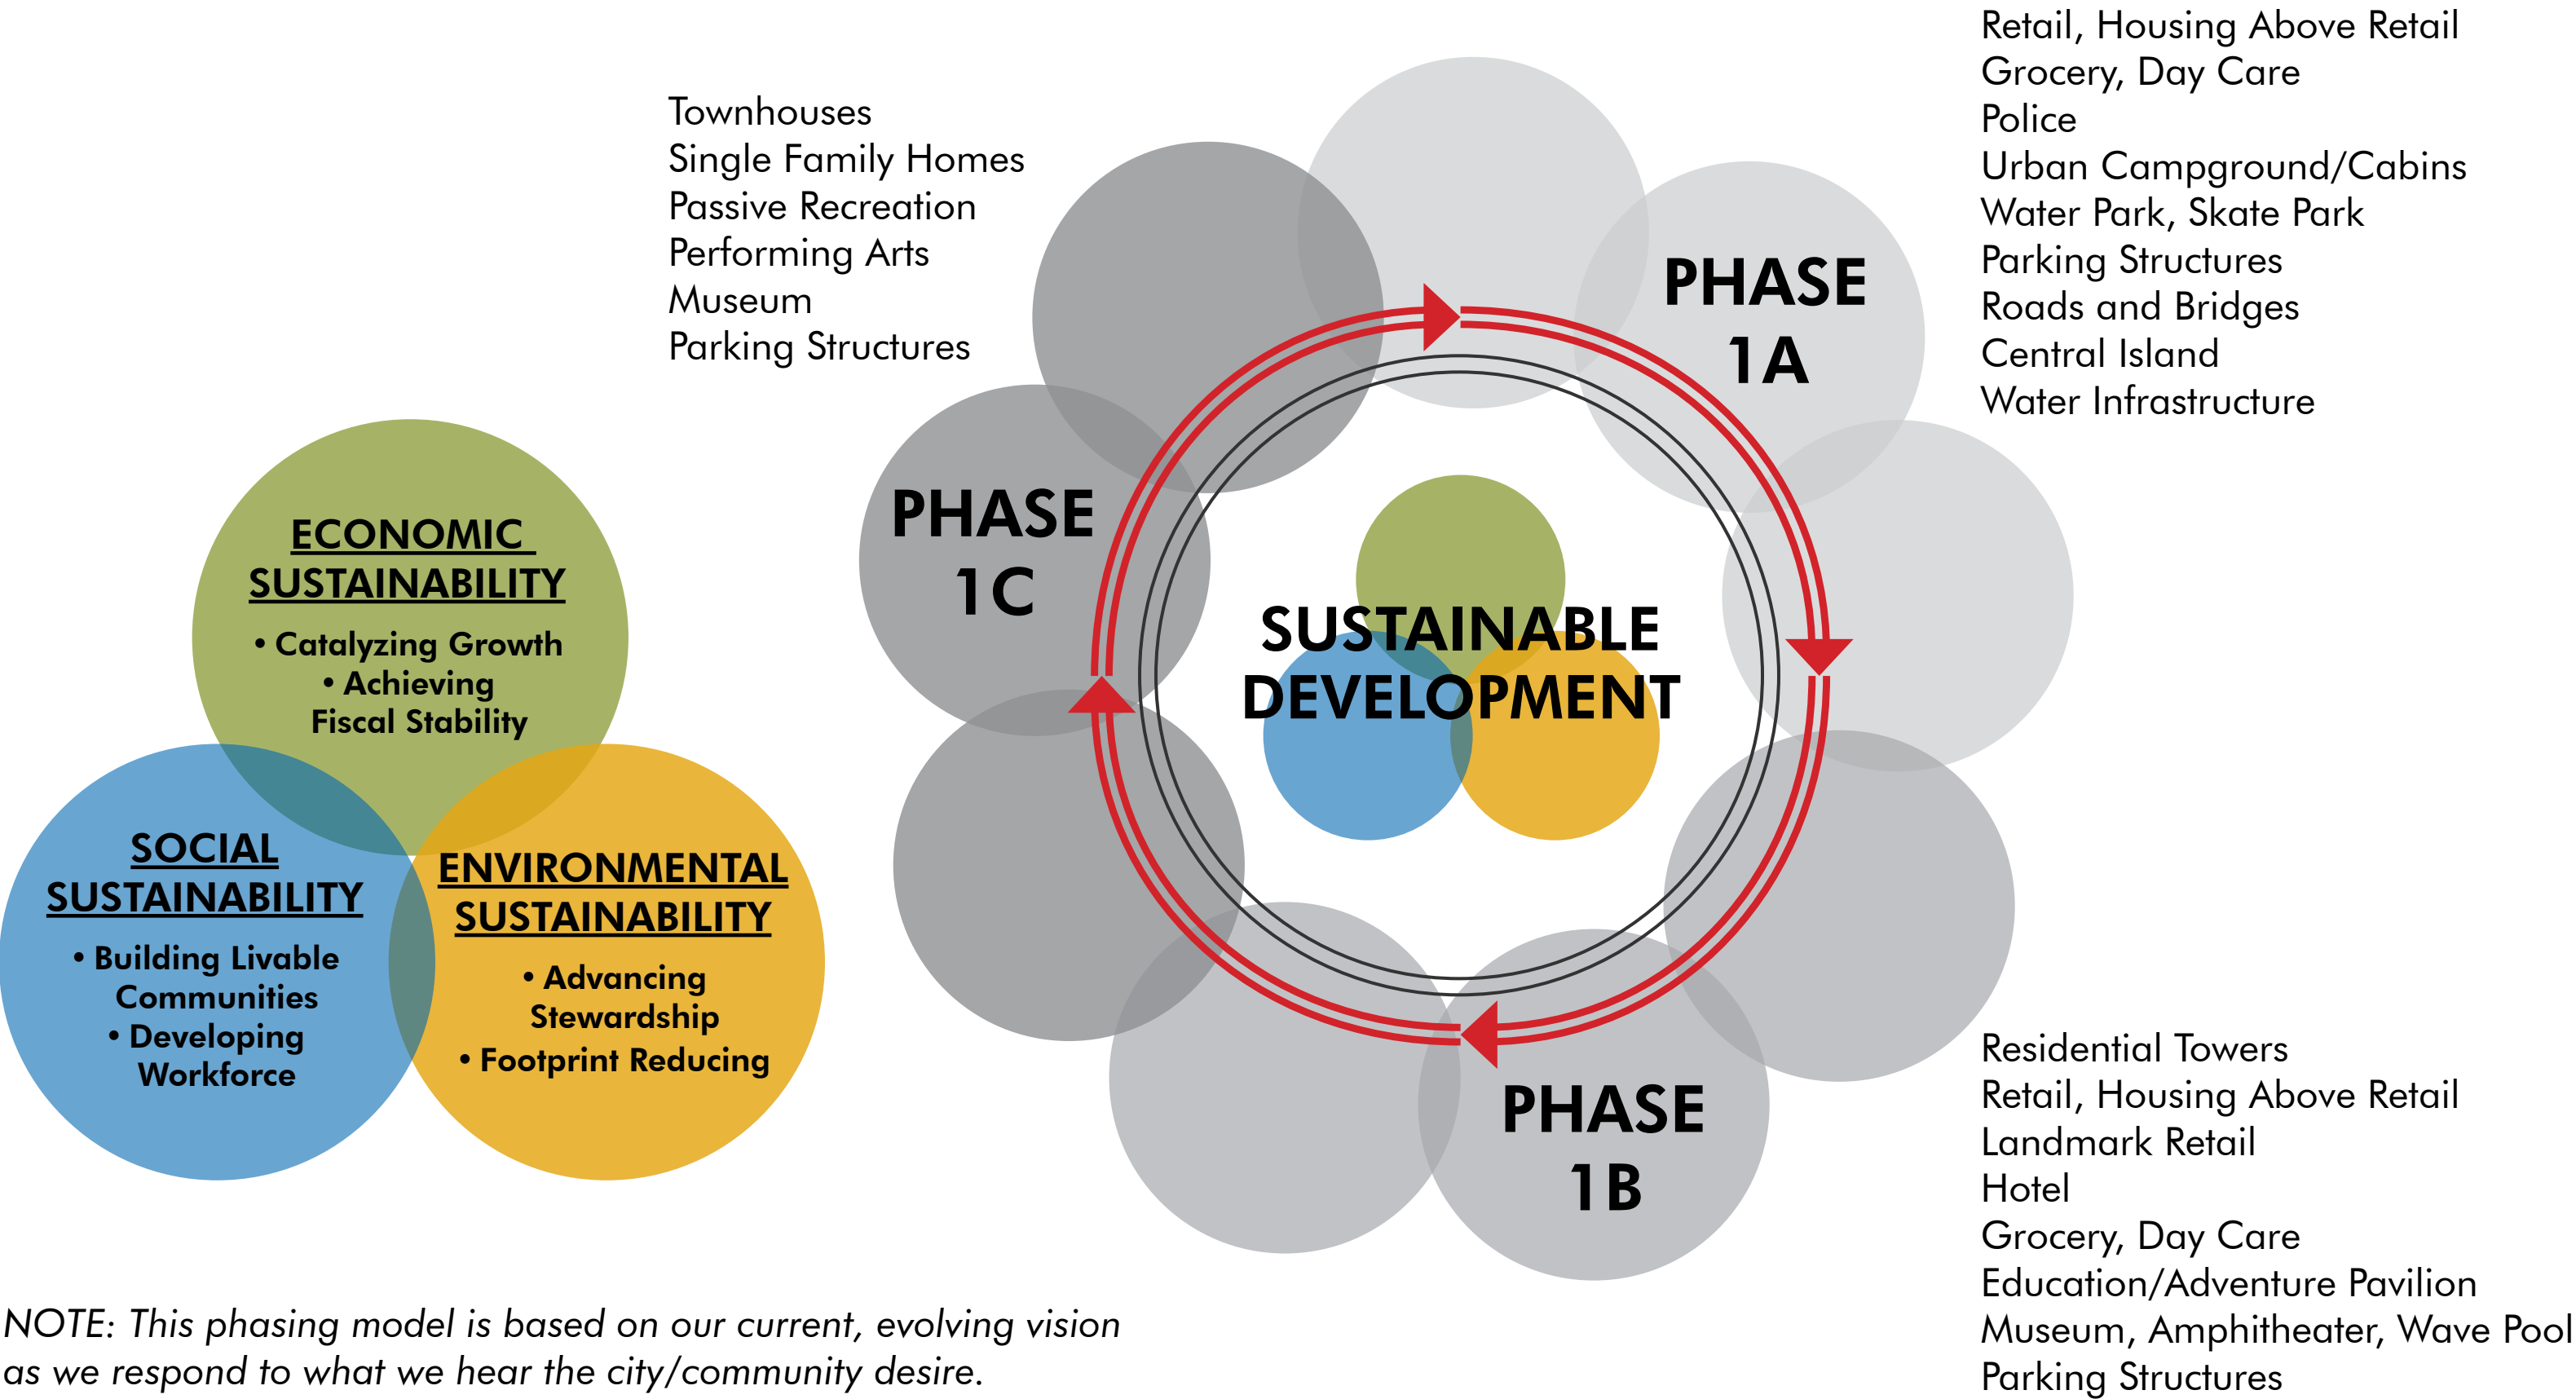 Retail, Housing Above Retail
Grocery, Day Care
Police
Urban Campground/Cabins
Water Park, Skate Park
Parking Structures
Roads and Bridges
Central Island
Water Infrastructure
Townhouses
Single Family Homes
Passive Recreation
Performing Arts
Museum
Parking Structures
PHASE
1A
PHASE
1C
SUSTAINABLE
DEVELOPMENT
PHASE
1B
ECONOMIC
SUSTAINABILITY
• Catalyzing Growth
• Achieving
Fiscal Stability
SOCIAL
SUSTAINABILITY
• Building Livable
Communities
• Developing
Workforce
ENVIRONMENTAL
SUSTAINABILITY
• Advancing
Stewardship
• Footprint Reducing
Residential Towers
Retail, Housing Above Retail
Landmark Retail
Hotel
Grocery, Day Care
Education/Adventure Pavilion
Museum, Amphitheater, Wave Pool
Parking Structures
NOTE: This phasing model is based on our current, evolving vision
as we respond to what we hear the city/community desire.